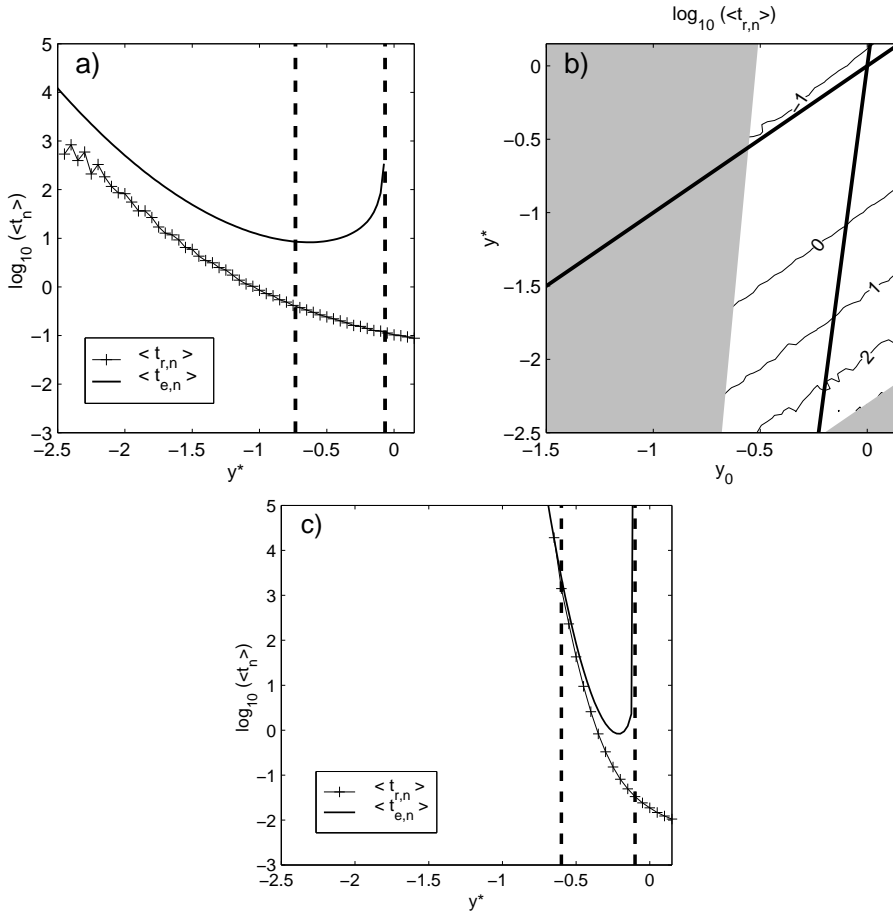 a)
5
4
3
2
1
0
−1
−2
−3
log10 (<tn>)
< tr,n >
< te,n >
−2.5 −2 −1.5 −1 −0.5 0
y*
log10 (<tr,n>)
b)
0
−0.5
−1
−1.5
−2
−2.5
y*
−1
0
1
2
−1.5 −1 −0.5 0
y0
c)
5
4
3
2
1
0
−1
−2
−3
log10 (<tn>)
< tr,n >
< te,n >
−2.5 −2 −1.5 −1 −0.5 0
y*